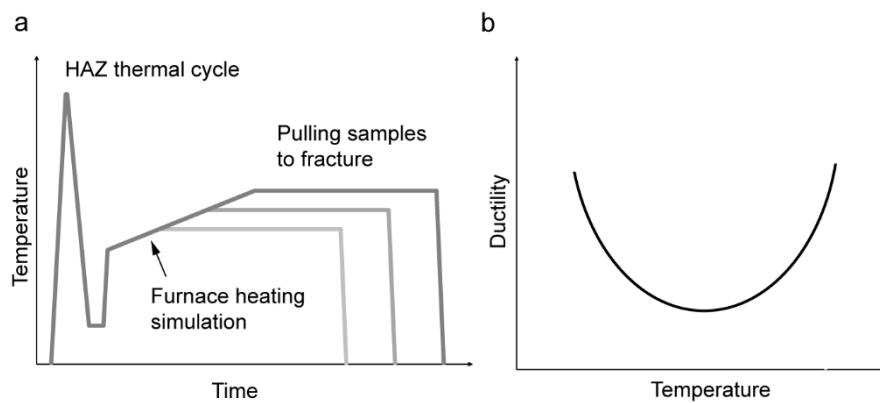 a
HAZ thermal cycle
Pulling samples
to fracture
Furnace heating
simulation
Temperature
Time
b
Ductility
Temperature